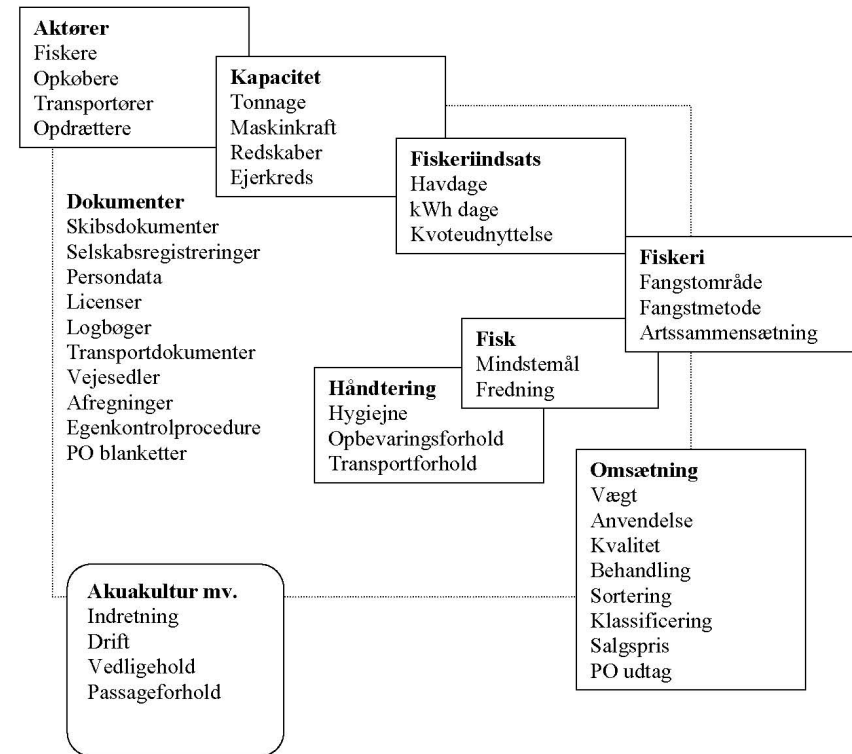 Aktører
Fiskere
Opkøbere
Transportører
Opdrættere
Kapacitet
Tonnage
Maskinkraft
Redskaber
Ejerkreds
Fiskeriindsats
Havdage
kWh dage
Kvoteudnyttelse
Dokumenter
Skibsdokumenter
Selskabsregistreringer
Persondata
Licenser
Logbøger
Transportdokumenter
Vejesedler
Afregninger
Egenkontrolprocedure
PO blanketter
Fiskeri
Fangstområde
Fangstmetode
Artssammensætning
Fisk
Mindstemål
Fredning
Håndtering
Hygiejne
Opbevaringsforhold
Transportforhold
Omsætning
Vægt
Anvendelse
Kvalitet
Behandling
Sortering
Klassificering
Salgspris
PO udtag
Akuakultur mv.
Indretning
Drift
Vedligehold
Passageforhold